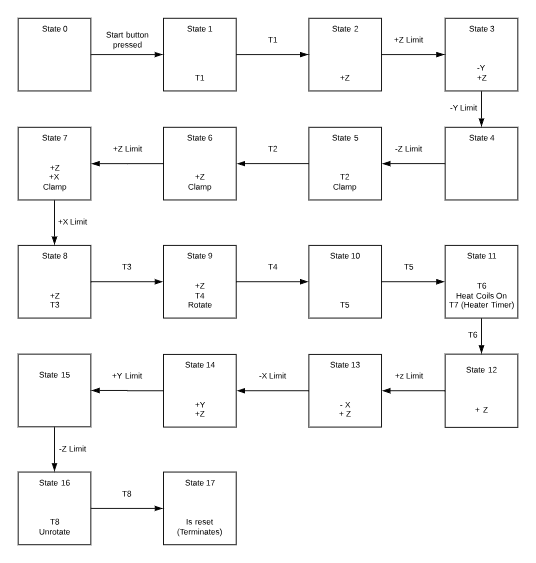 State 0
Start button
pressed
State 1
T1
T1
State 2
+Z
+Z Limit
State 3
-Y
+Z
-Y Limit
State 4
-Z Limit
State 5
T2
Clamp
T2
State 6
+Z
Clamp
+Z Limit
State 7
+Z
+X
Clamp
+X Limit
State 8
+Z
T3
T3
State 9
+Z
T4
Rotate
T4
State 10
T5
T5
State 11
T6
Heat Coils On
T7 (Heater Timer)
T6
State 12
+ Z
+z Limit
State 13
- X
+ Z
-X Limit
State 14
+Y
+Z
+Y Limit
State 15
-Z Limit
State 16
T8
Unrotate
T8
State 17
Is reset
(Terminates)